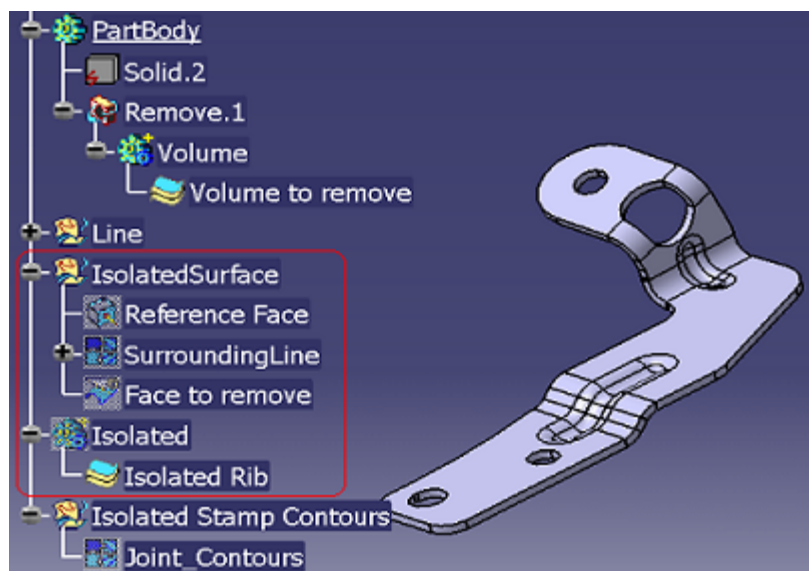 PartBody
Solid.2
Remove.1
Volume
Volume to remove
Line
IsolatedSurface
Reference Face
SurroundingLine
Face to remove
Isolated
Isolated Rib
Isolated Stamp Contours
Joint_Contours